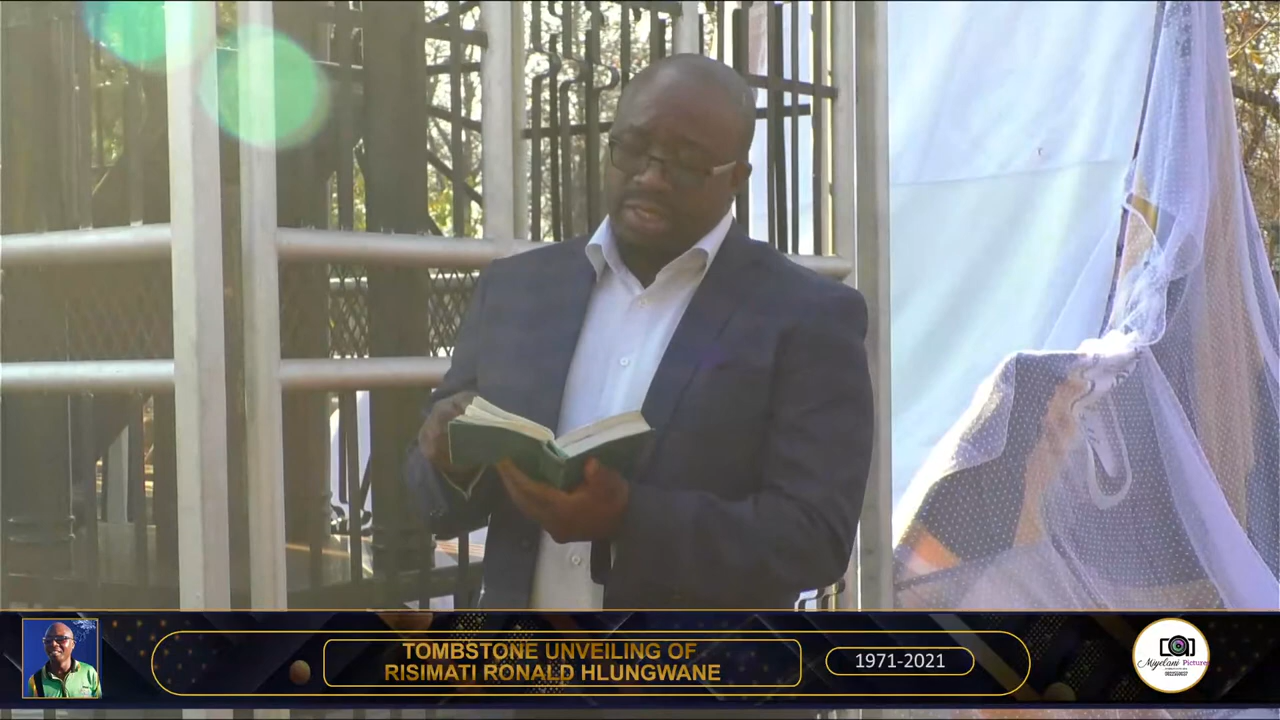 TOMBSTONE UNVEILING OF
RISIMATI RONALD HLUNGWANE
1971-2021
Miyelani Pictures